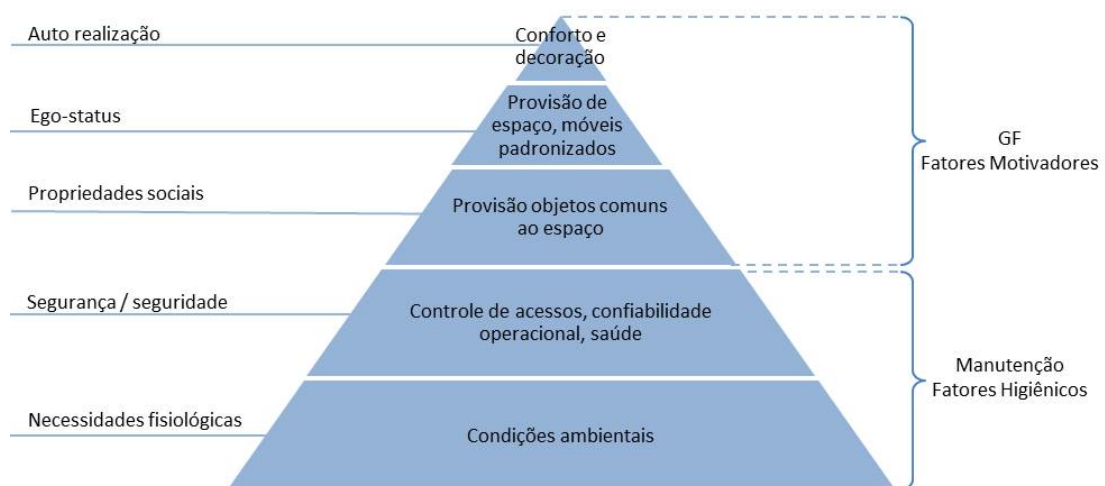 Auto realização
Conforto e
decoração
Ego-status
Provisão de
espaço, móveis
padronizados
GF
Fatores Motivadores
Propriedades sociais
Provisão objetos comuns
ao espaço
Segurança / seguridade
Controle de acessos, confiabilidade
operacional, saúde
Manutenção
Fatores Higiênicos
Necessidades fisiológicas
Condições ambientais